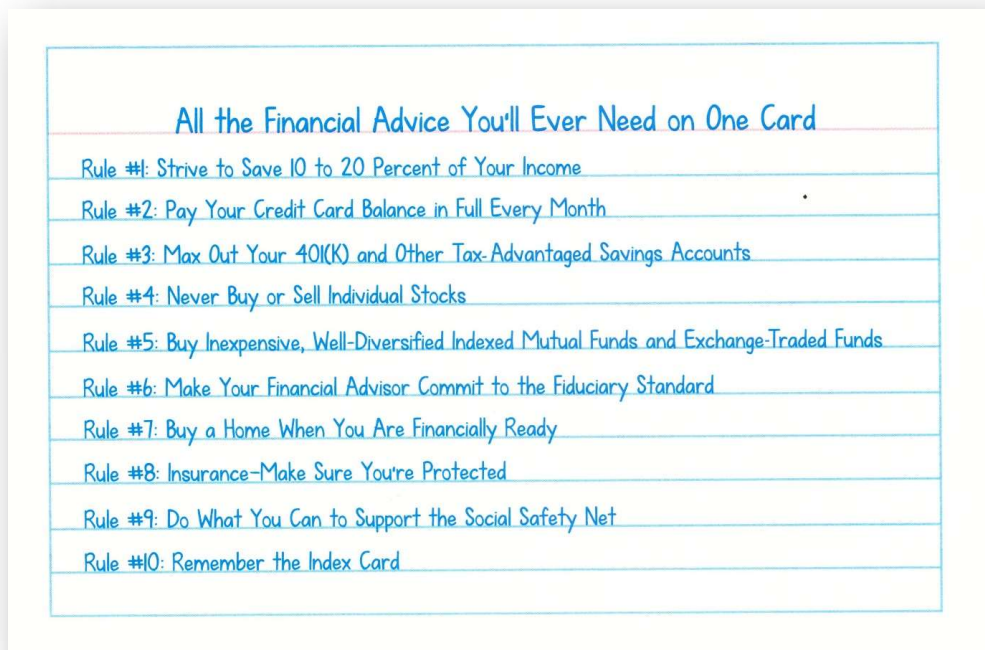 All the Financial Advice You'll Ever Need on One Card
Rule #1: Strive to Save 10 to 20 Percent of Your Income
Rule #2: Pay Your Credit Card Balance in Full Every Month
Rule #3: Max Out Your 401(K) and Other Tax-Advantaged Savings Accounts
Rule #4: Never Buy or Sell Individual Stocks
Rule #5: Buy Inexpensive, Well-Diversified Indexed Mutual Funds and Exchange-Traded Funds
Rule #6: Make Your Financial Advisor Commit to the Fiduciary Standard
Rule #7: Buy a Home When You Are Financially Ready
Rule #8: Insurance–Make Sure You're Protected
Rule #9: Do What You Can to Support the Social Safety Net
Rule #10: Remember the Index Card